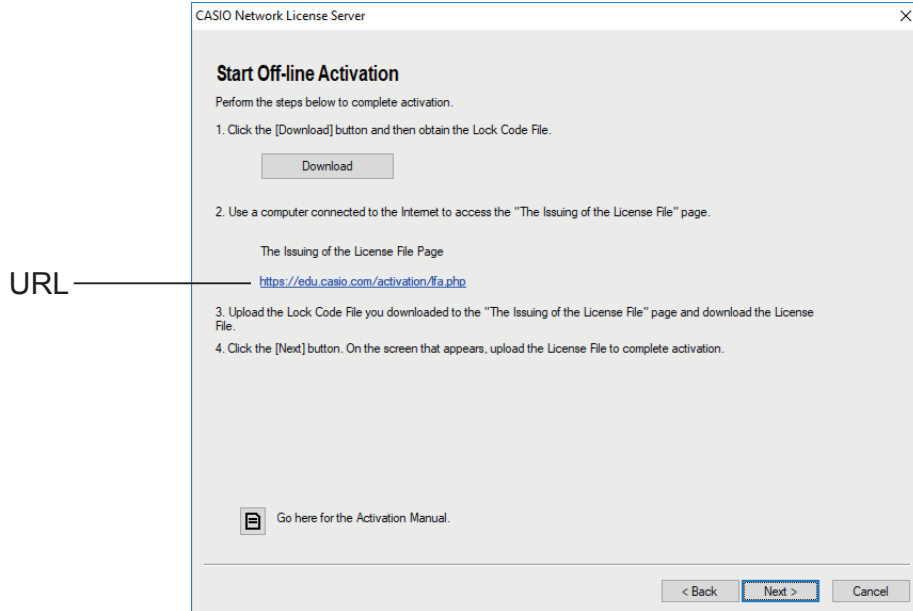 CASIO Network License Server
Start Off-line Activation
Perform the steps below to complete activation.
1. Click the [Download] button and then obtain the Lock Code File.
Download
2. Use a computer connected to the Internet to access the "The Issuing of the License File" page.
The Issuing of the License File Page
URL
https://edu.casio.com/activation/lfa.php
3. Upload the Lock Code File you downloaded to the "The Issuing of the License File" page and download the License
File.
4. Click the [Next] button. On the screen that appears, upload the License File to complete activation.
Go here for the Activation Manual.
< Back
Next >
Cancel